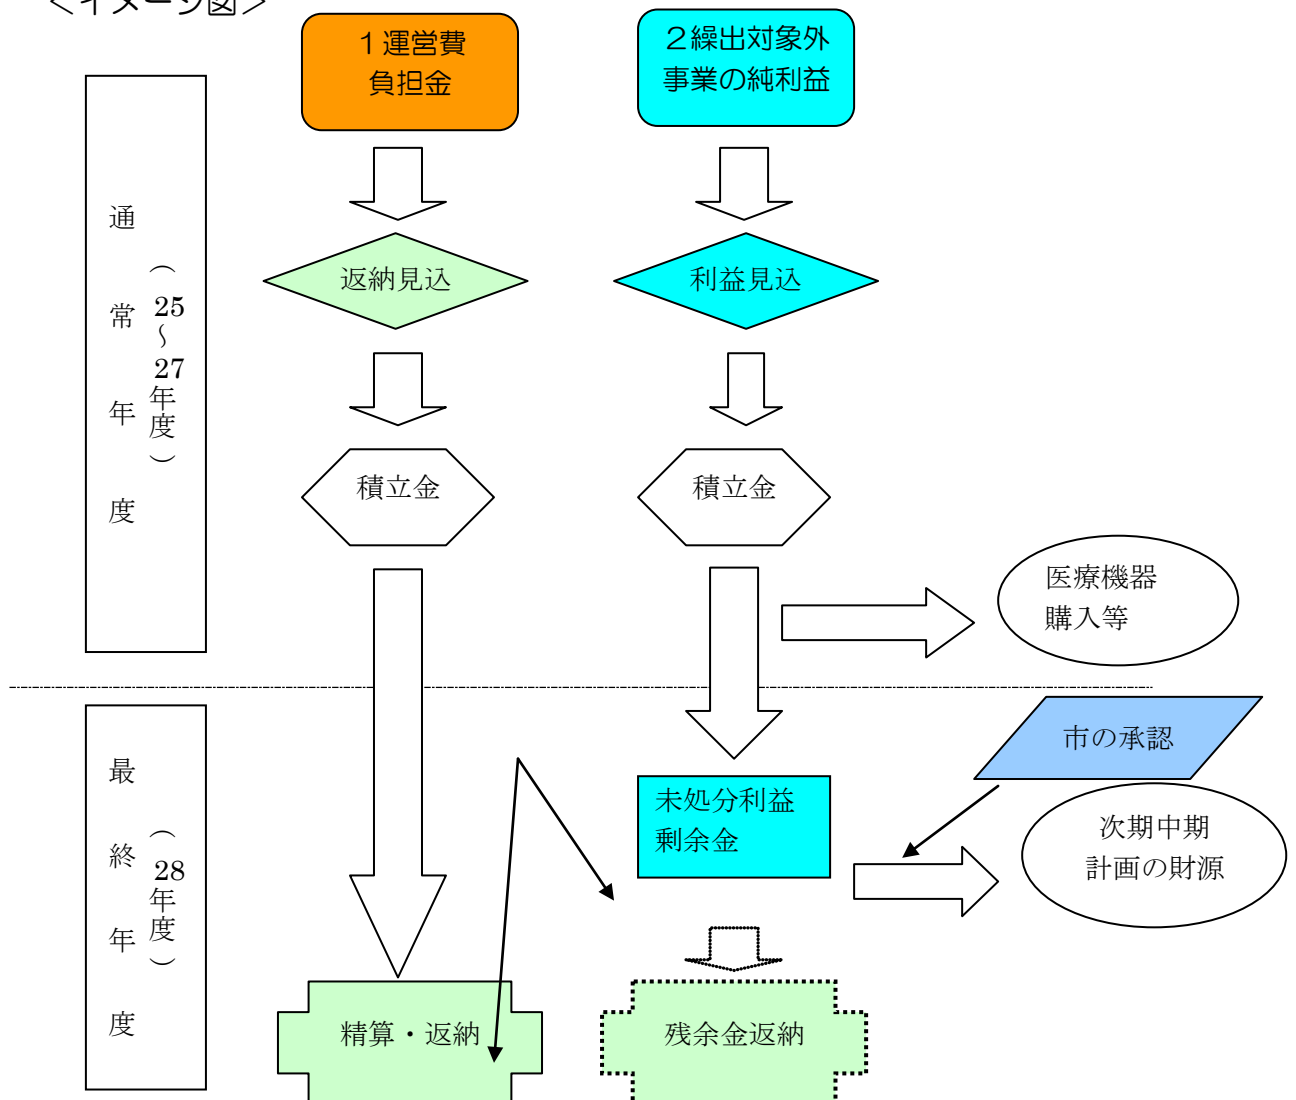 ＜イメージ図＞
１運営費
負担金
２繰出対象外
事業の純利益
通常年度
（25～27年度）
返納見込
利益見込
積立金
積立金
医療機器
購入等
最終年度
（28年度）
市の承認
未処分利益
剰余金
次期中期
計画の財源
精算・返納
残余金返納